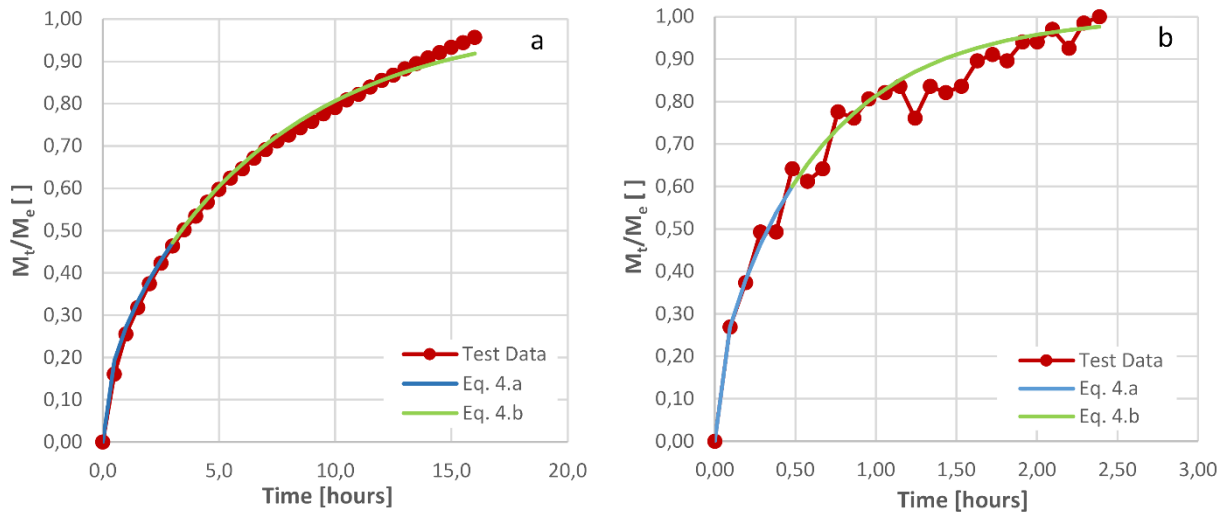 a
1,00
0,90
0,80
0,70
0,60
0,50
0,40
0,30
0,20
0,10
0,00
Mt/Me [ ]
Test Data
Eq. 4.a
Eq. 4.b
0,0 5,0 10,0 15,0 20,0
Time [hours]
b
1,00
0,90
0,80
0,70
0,60
0,50
0,40
0,30
0,20
0,10
0,00
Mt/Me [ ]
Test Data
Eq. 4.a
Eq. 4.b
0,00 0,50 1,00 1,50 2,00 2,50 3,00
Time [hours]